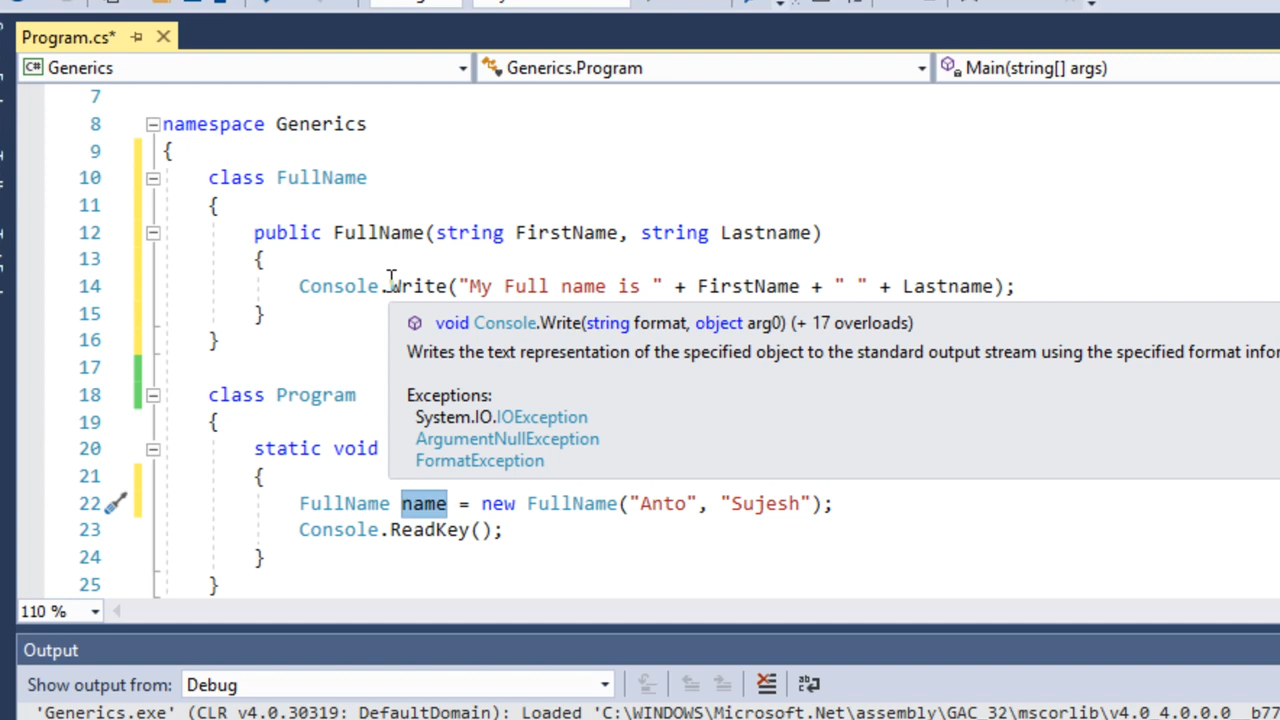 Program.cs*
Generics Generics.Program Main(string[] args)
7
8 namespace Generics
9 {
10 class FullName
11 {
12 public FullName(string FirstName, string Lastname)
13 {
14 Console.Write("My Full name is " + FirstName + " " + Lastname);
15 }
void Console.Write(string format, object arg0) (+ 17 overloads)
16 }
Writes the text representation of the specified object to the standard output stream using the specified format
17
18 class Program
Exceptions:
System.IO.IOException
19 {
ArgumentNullException
20 static void
FormatException
21 {
22 FullName name = new FullName("Anto", "Sujesh");
23 Console.ReadKey();
24 }
25 }
110 %
Output
Show output from: Debug
'Generics.exe' (CLR v4.0.30319: DefaultDomain): Loaded 'C:\WINDOWS\Microsoft.Net\assembly\GAC_32\mscorlib\v4.0_4.0.0.0__b77